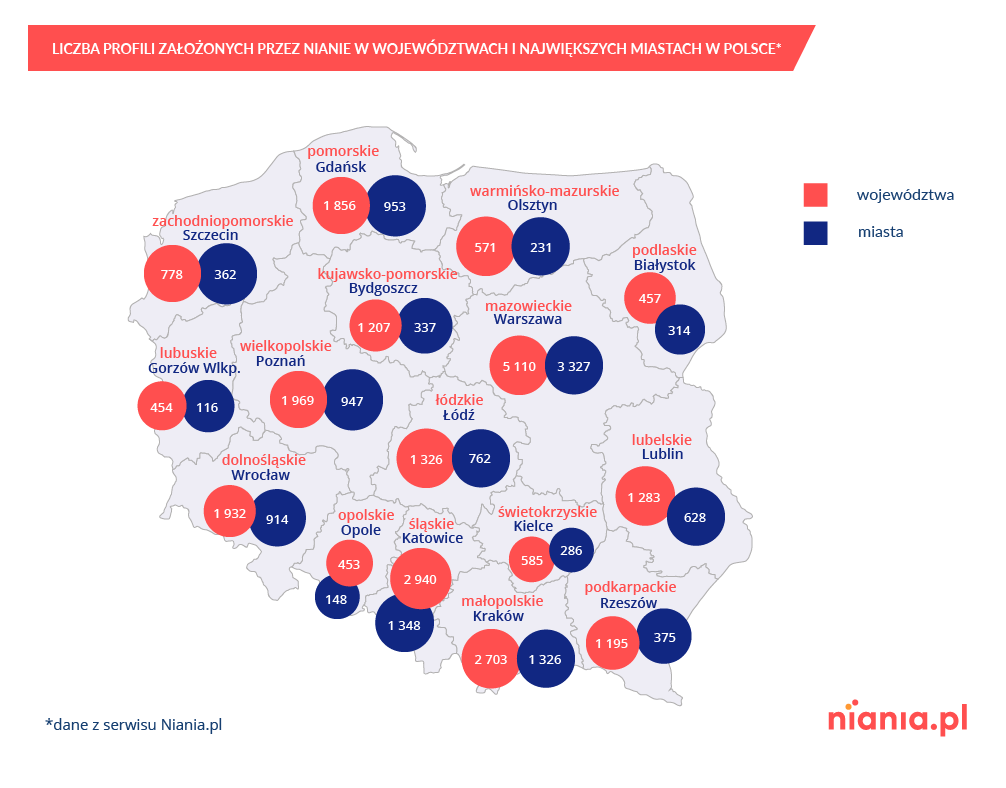 LICZBA PROFILI ZAŁOŻONYCH PRZEZ NIANIE W WOJEWÓDZTWACH I NAJWIĘKSZYCH MIASTACH W POLSCE*
województwa
miasta
pomorskie
Gdańsk
1 856
953
warmińsko-mazurskie
Olsztyn
571
231
zachodniopomorskie
Szczecin
778
362
podlaskie
Białystok
457
314
kujawsko-pomorskie
Bydgoszcz
1 207
337
mazowieckie
Warszawa
5 110
3 327
lubuskie
Gorzów Wlkp.
454
116
wielkopolskie
Poznań
1 969
947
łódzkie
Łódź
1 326
762
lubelskie
Lublin
1 283
628
dolnośląskie
Wrocław
1 932
914
opolskie
Opole
453
148
śląskie
Katowice
2 940
1 348
świetokrzyskie
Kielce
585
286
małopolskie
Kraków
2 703
1 326
podkarpackie
Rzeszów
1 195
375
*dane z serwisu Niania.pl
niania.pl